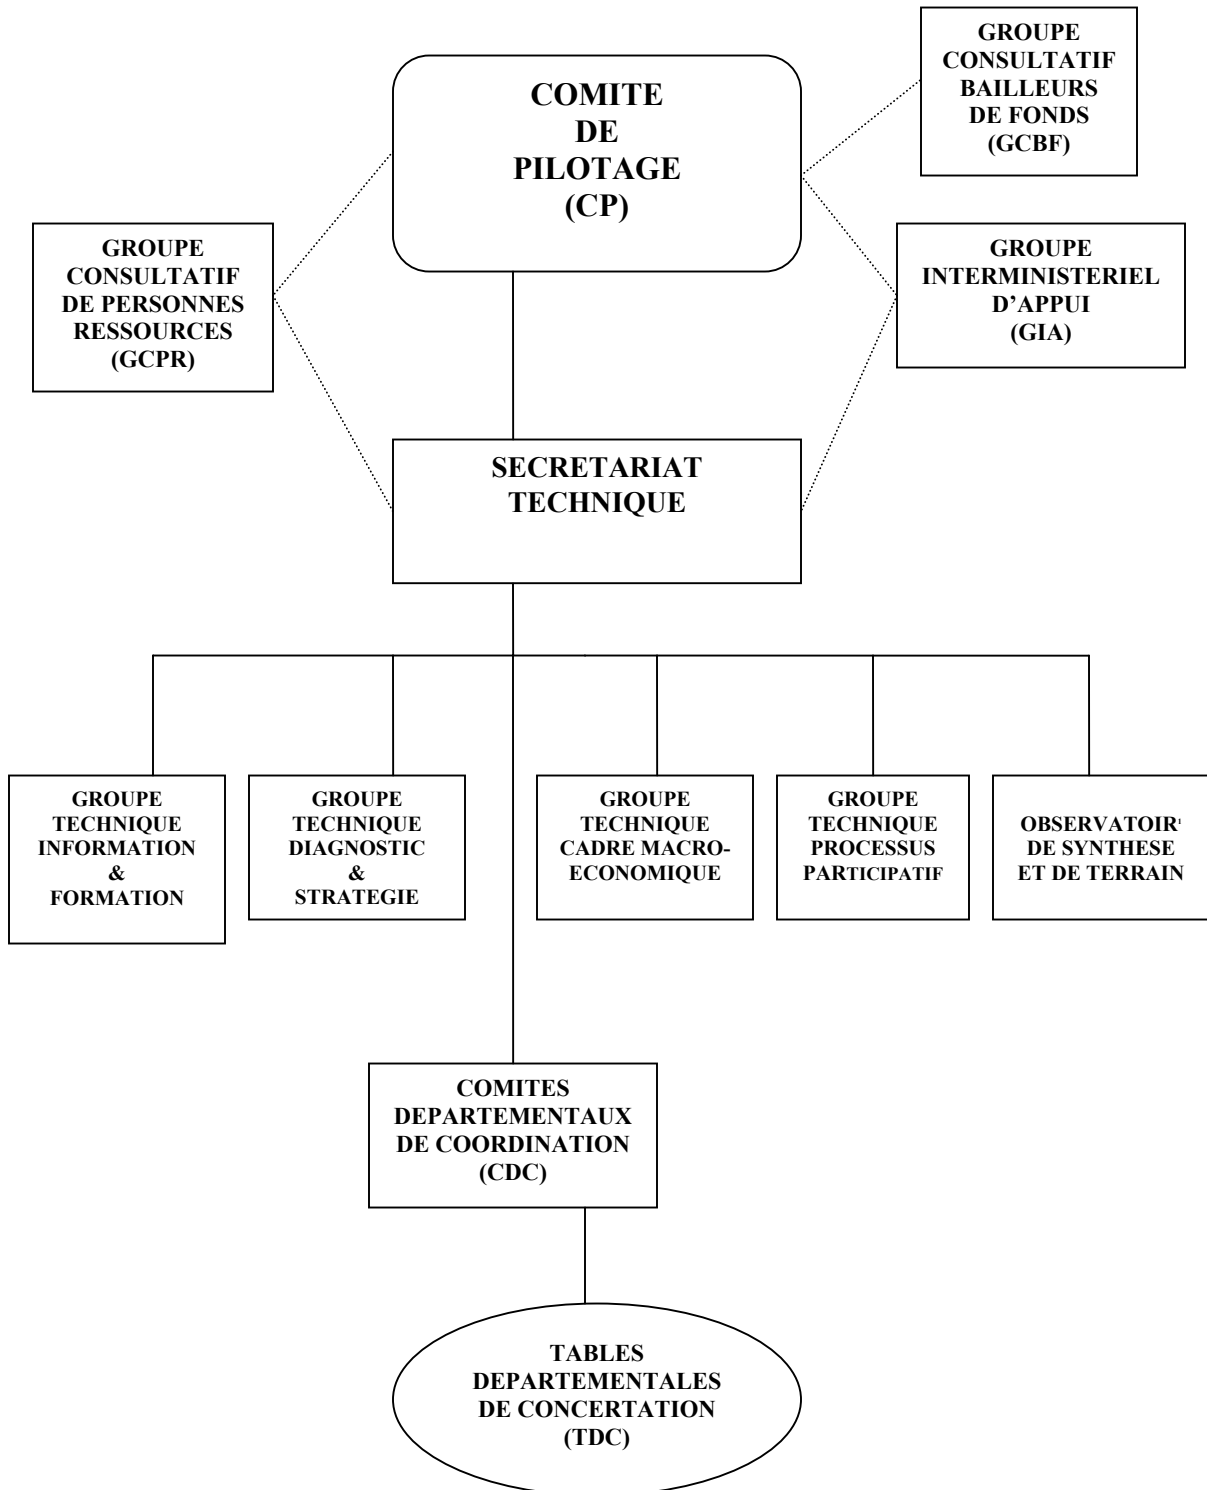 GROUPE
CONSULTATIF
BAILLEURS
DE FONDS
(GCBF)
COMITE
DE
PILOTAGE
(CP)
GROUPE
CONSULTATIF
DE PERSONNES
RESSOURCES
(GCPR)
GROUPE
INTERMINISTERIEL
D’APPUI
(GIA)
SECRETARIAT
TECHNIQUE
GROUPE
TECHNIQUE
INFORMATION
&
FORMATION
GROUPE
TECHNIQUE
DIAGNOSTIC
&
STRATEGIE
GROUPE
TECHNIQUE
CADRE MACRO-
ECONOMIQUE
GROUPE
TECHNIQUE
PROCESSUS
PARTICIPATIF
OBSERVATOIR¹
DE SYNTHESE
ET DE TERRAIN
COMITES
DEPARTEMENTAUX
DE COORDINATION
(CDC)
TABLES
DEPARTEMENTALES
DE CONCERTATION
(TDC)